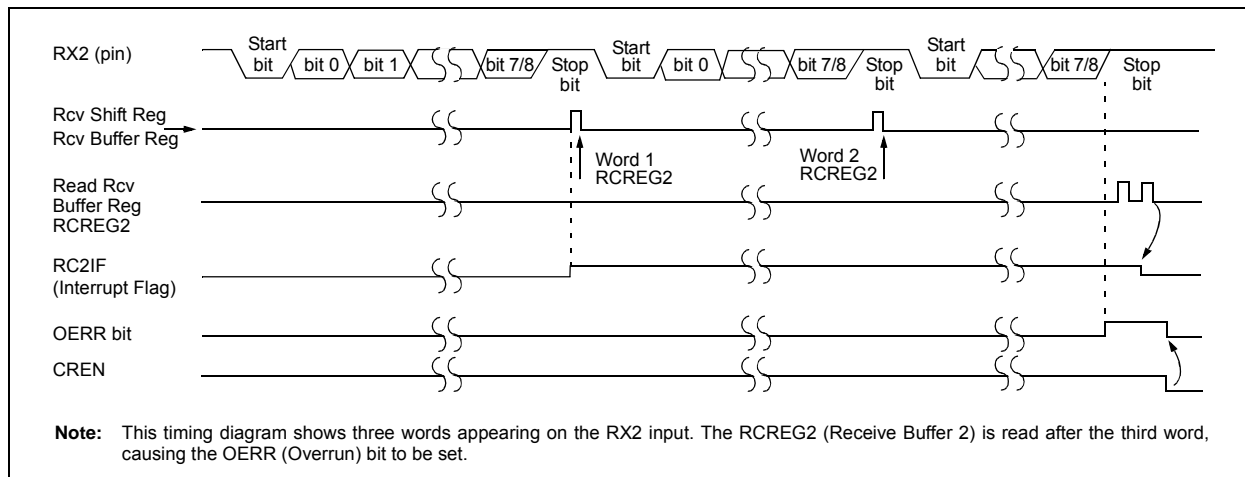 RX2 (pin)
Start bit
bit 0
bit 1
bit 7/8
Stop bit
Start bit
bit 0
bit 7/8
Stop bit
Start bit
bit 7/8
Stop bit
Rcv Shift Reg
Rcv Buffer Reg
Word 1
RCREG2
Word 2
RCREG2
Read Rcv
Buffer Reg
RCREG2
RC2IF
(Interrupt Flag)
OERR bit
CREN
Note: This timing diagram shows three words appearing on the RX2 input. The RCREG2 (Receive Buffer 2) is read after the third word,
causing the OERR (Overrun) bit to be set.